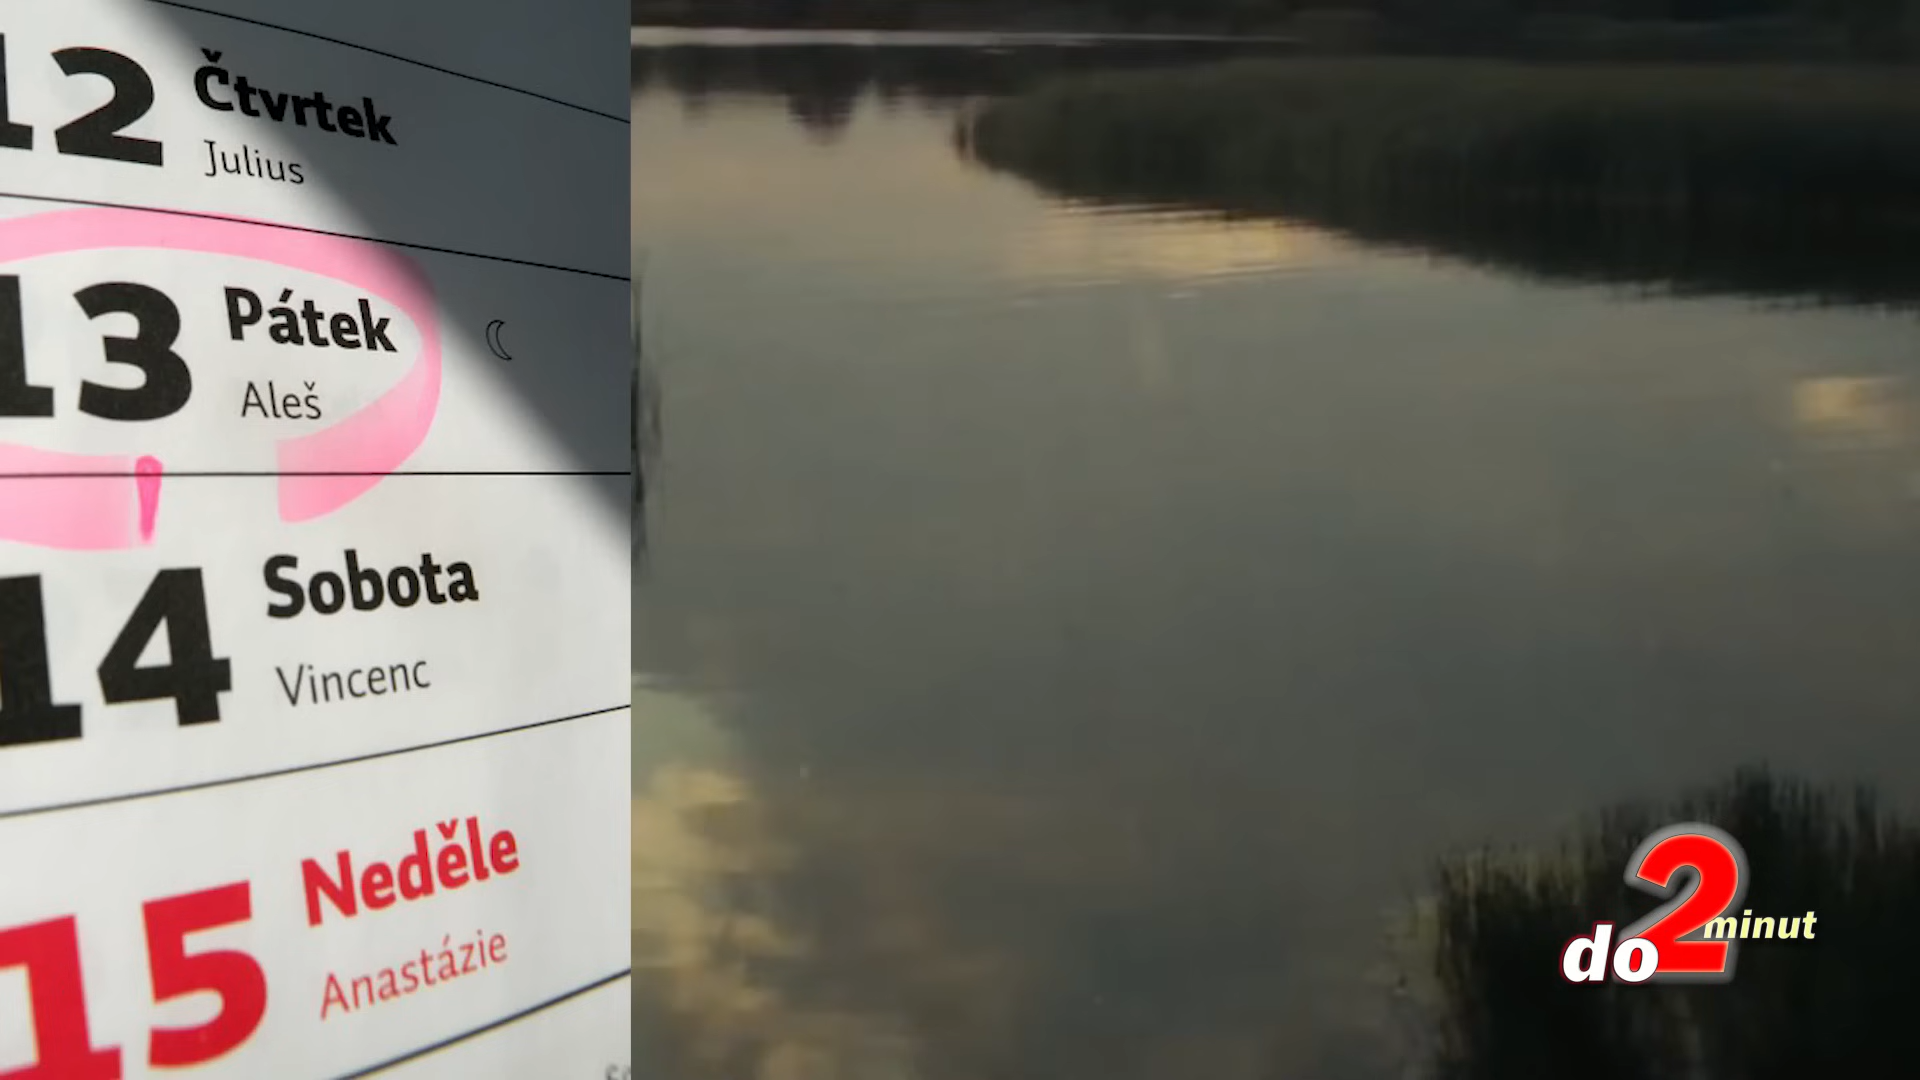 12 Čtvrtek
Julius
13 Pátek
Aleš
14 Sobota
Vincenc
15 Neděle
Anastázie
do 2 minut